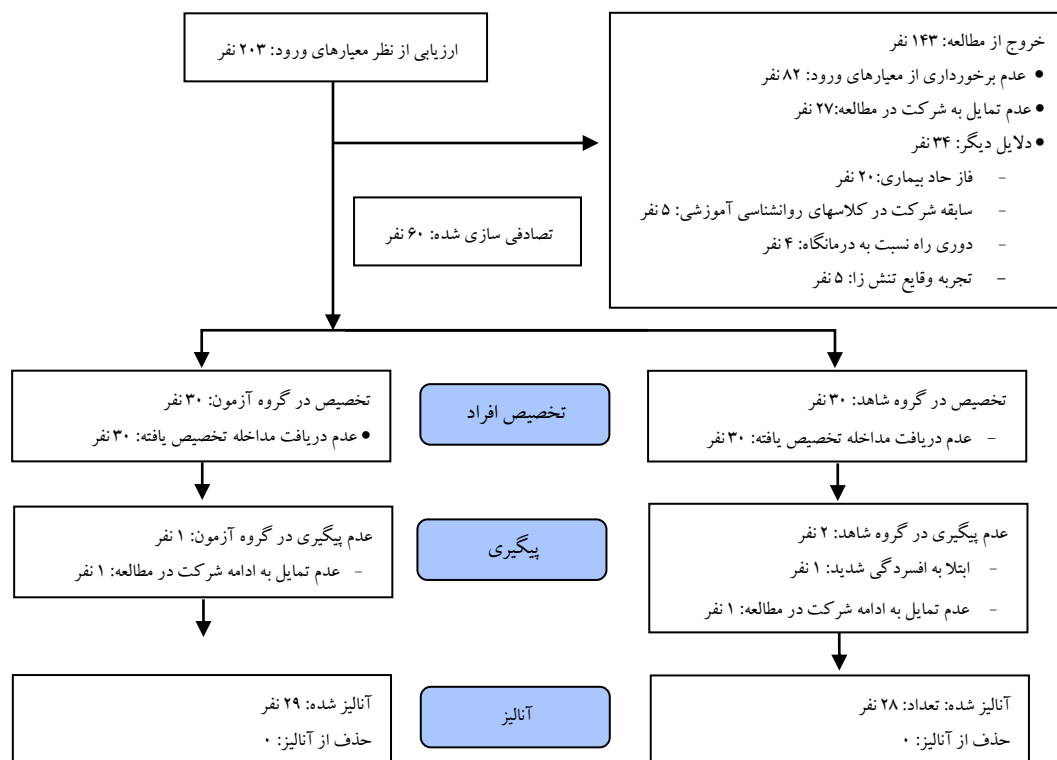 ارزیابی از نظر معیارهای ورود: ۲۰۳ نفر
خروج از مطالعه: ۱۴۳ نفر
• عدم برخورداری از معیارهای ورود: ۸۲ نفر
• عدم تمایل به شرکت در مطالعه:۲۷ نفر
• دلایل دیگر: ۳۴ نفر
- فاز حاد بیماری:۲۰ نفر
- سابقه شرکت در کلاسهای روانشناسی آموزشی: ۵ نفر
- دوری راه نسبت به درمانگاه: ۴ نفر
- تجربه وقایع تنش زا: ۵ نفر
تصادفی سازی شده: ۶۰ نفر
تخصیص در گروه شاهد: ۳۰ نفر
- عدم دریافت مداخله تخصیص یافته: ۳۰ نفر
تخصیص افراد
تخصیص در گروه آزمون: ۳۰ نفر
• عدم دریافت مداخله تخصیص یافته: ۳۰ نفر
عدم پیگیری در گروه شاهد: ۲ نفر
- ابتلا به افسردگی شدید: ۱ نفر
- عدم تمایل به ادامه شرکت در مطالعه: ۱ نفر
پیگیری
عدم پیگیری در گروه آزمون: ۱ نفر
- عدم تمایل به ادامه شرکت در مطالعه: ۱ نفر
آنالیز شده: تعداد: ۲۸ نفر
حذف از آنالیز: ۰
آنالیز
آنالیز شده: ۲۹ نفر
حذف از آنالیز: ۰